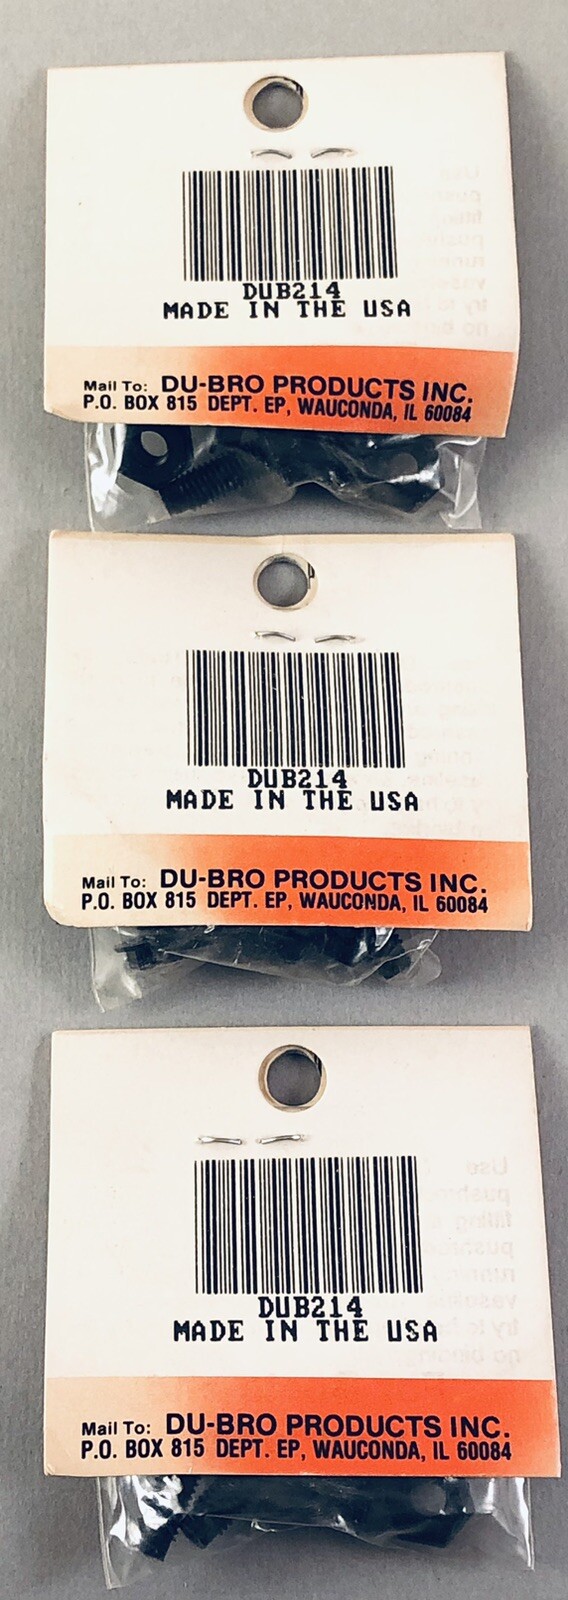 DUB214
MADE IN THE USA
Mail To: DU-BRO PRODUCTS INC.
P.O. BOX 815 DEPT. EP, WAUCONDA, IL 60084
DUB214
MADE IN THE USA
Mail To: DU-BRO PRODUCTS INC.
P.O. BOX 815 DEPT. EP, WAUCONDA, IL 60084
DUB214
MADE IN THE USA
Mail To: DU-BRO PRODUCTS INC.
P.O. BOX 815 DEPT. EP, WAUCONDA, IL 60084